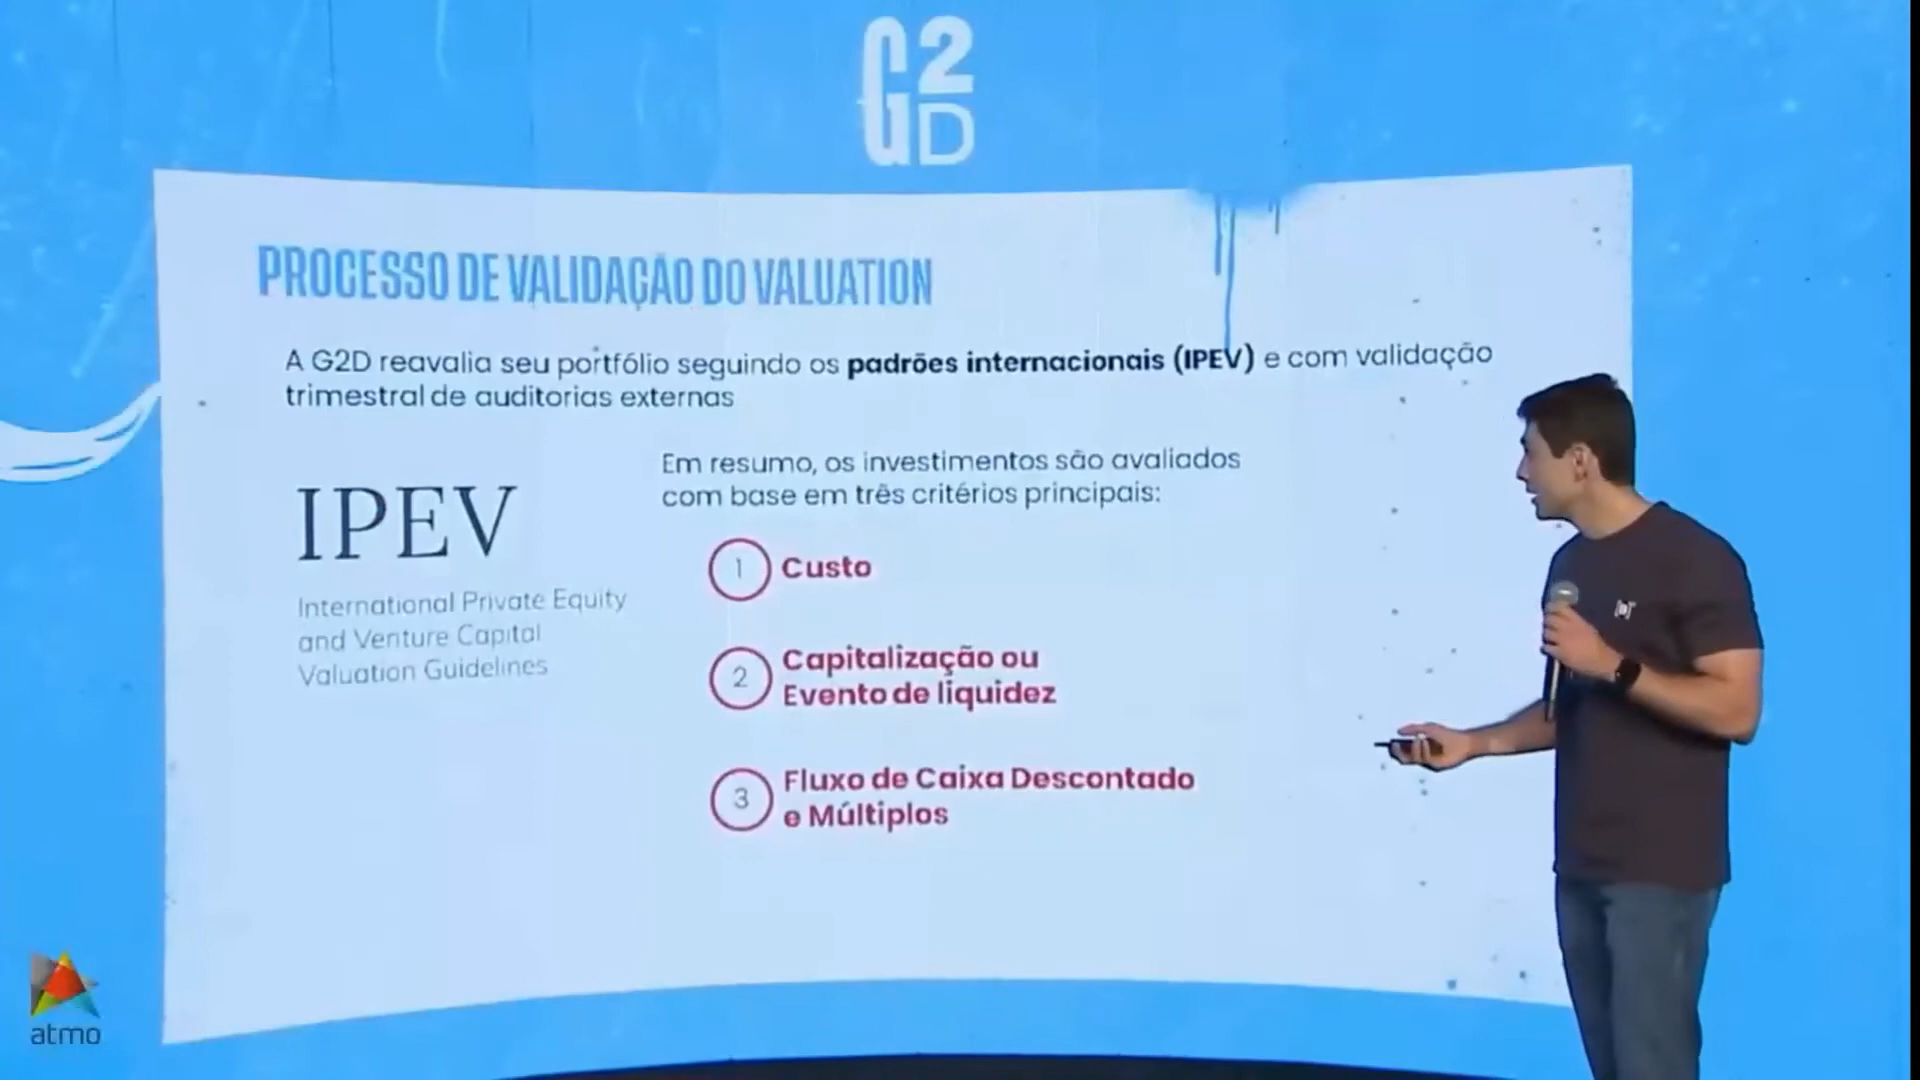 G2D
PROCESSO DE VALIDAÇÃO DO VALUATION
A G2D reavalia seu portfólio seguindo os padrões internacionais (IPEV) e com validação
trimestral de auditorias externas
IPEV
International Private Equity
and Venture Capital
Valuation Guidelines
Em resumo, os investimentos são avaliados
com base em três critérios principais:
1 Custo
2 Capitalização ou
Evento de liquidez
3 Fluxo de Caixa Descontado
e Múltiplos
atmo